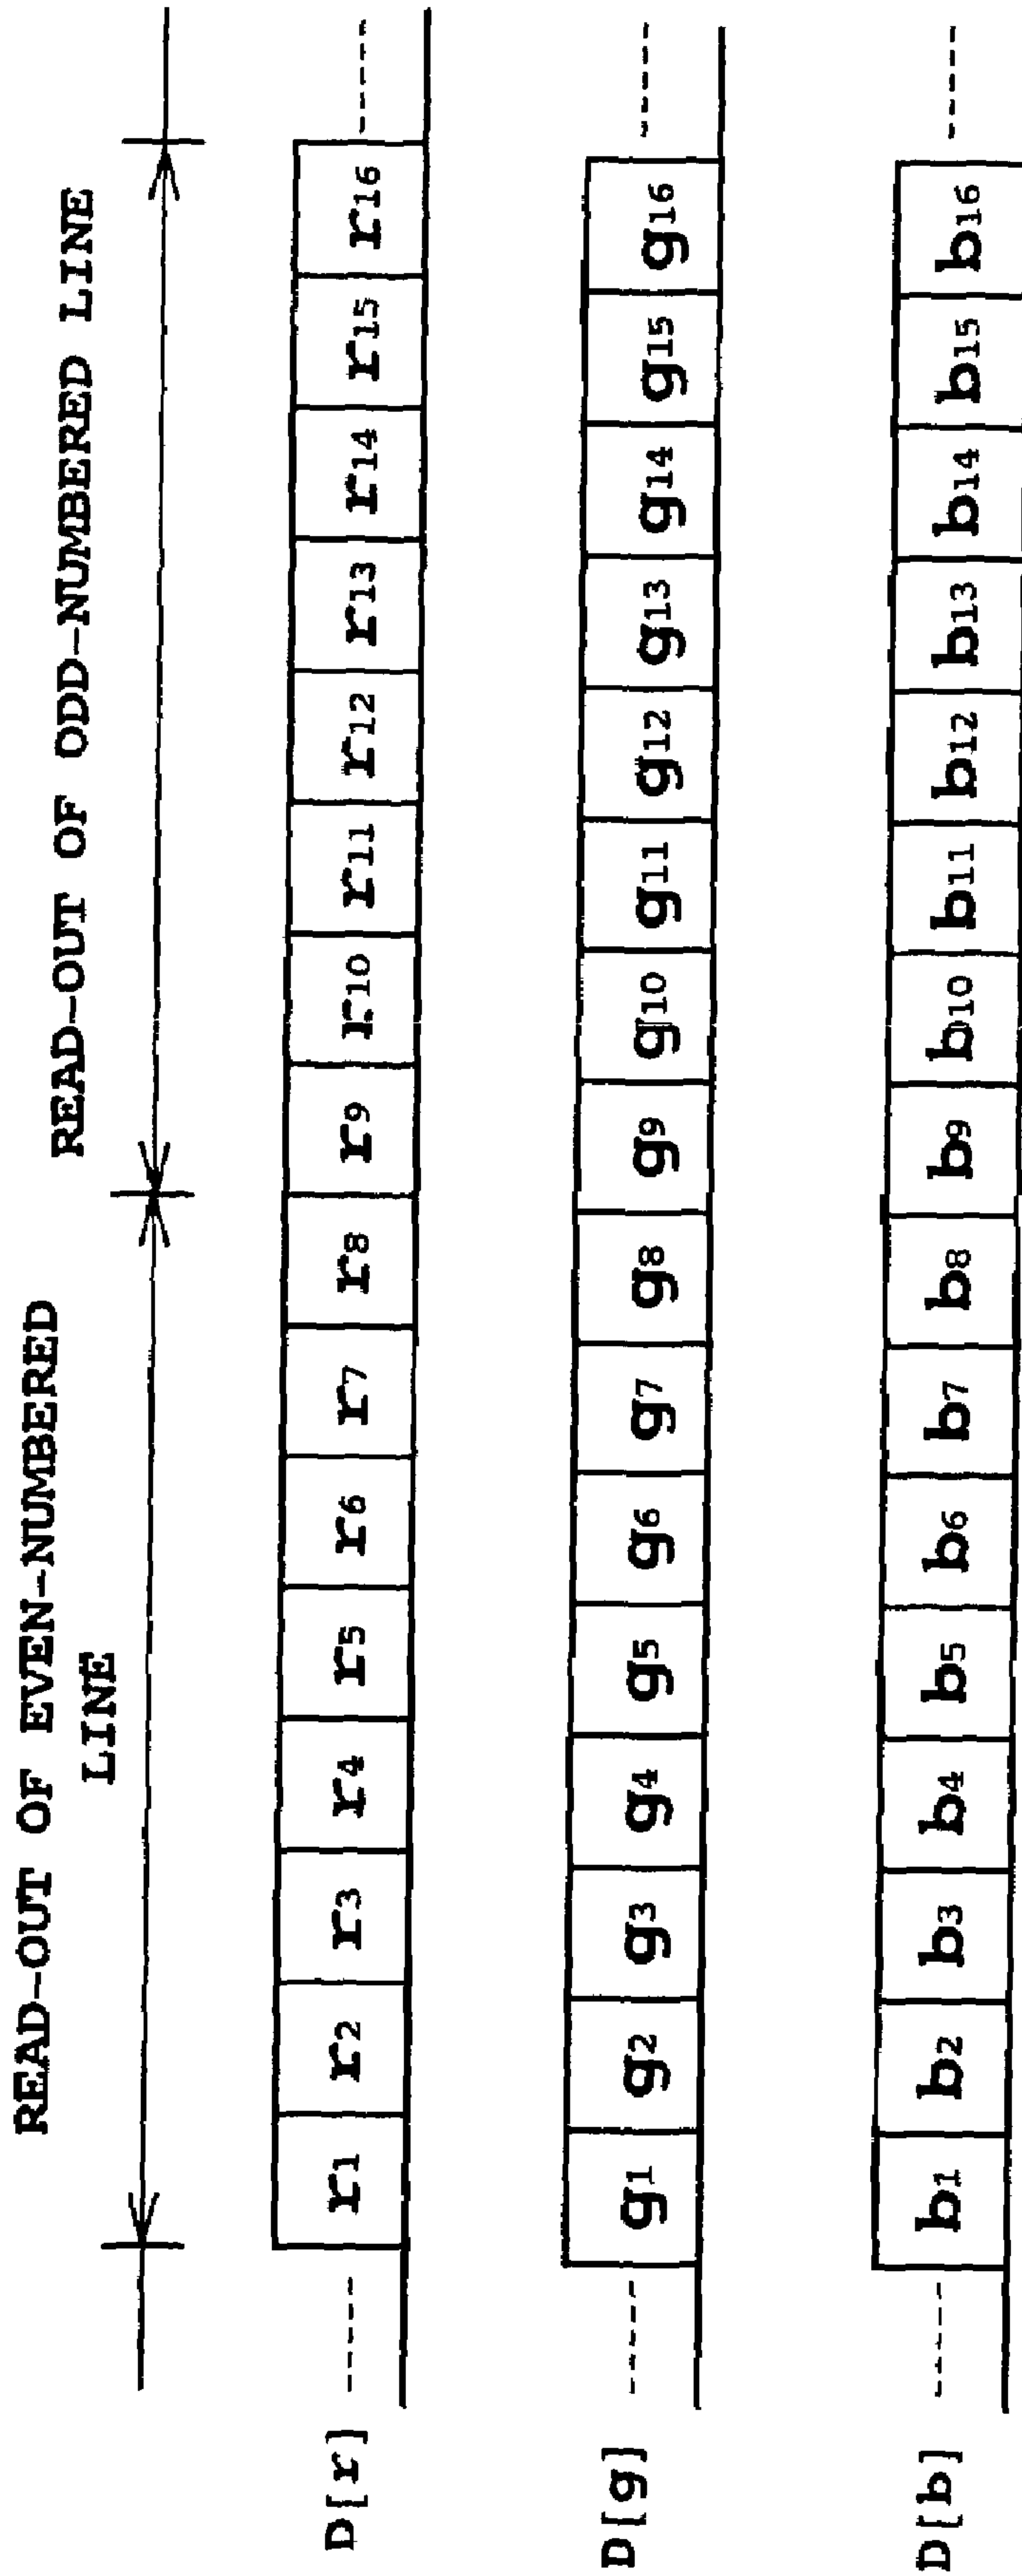 READ-OUT OF EVEN-NUMBERED
LINE
READ-OUT OF ODD-NUMBERED LINE
D[r] ----- r1 r2 r3 r4 r5 r6 r7 r8 r9 r10 r11 r12 r13 r14 r15 r16 -----
D[g] ----- g1 g2 g3 g4 g5 g6 g7 g8 g9 g10 g11 g12 g13 g14 g15 g16 -----
D[b] ----- b1 b2 b3 b4 b5 b6 b7 b8 b9 b10 b11 b12 b13 b14 b15 b16 -----